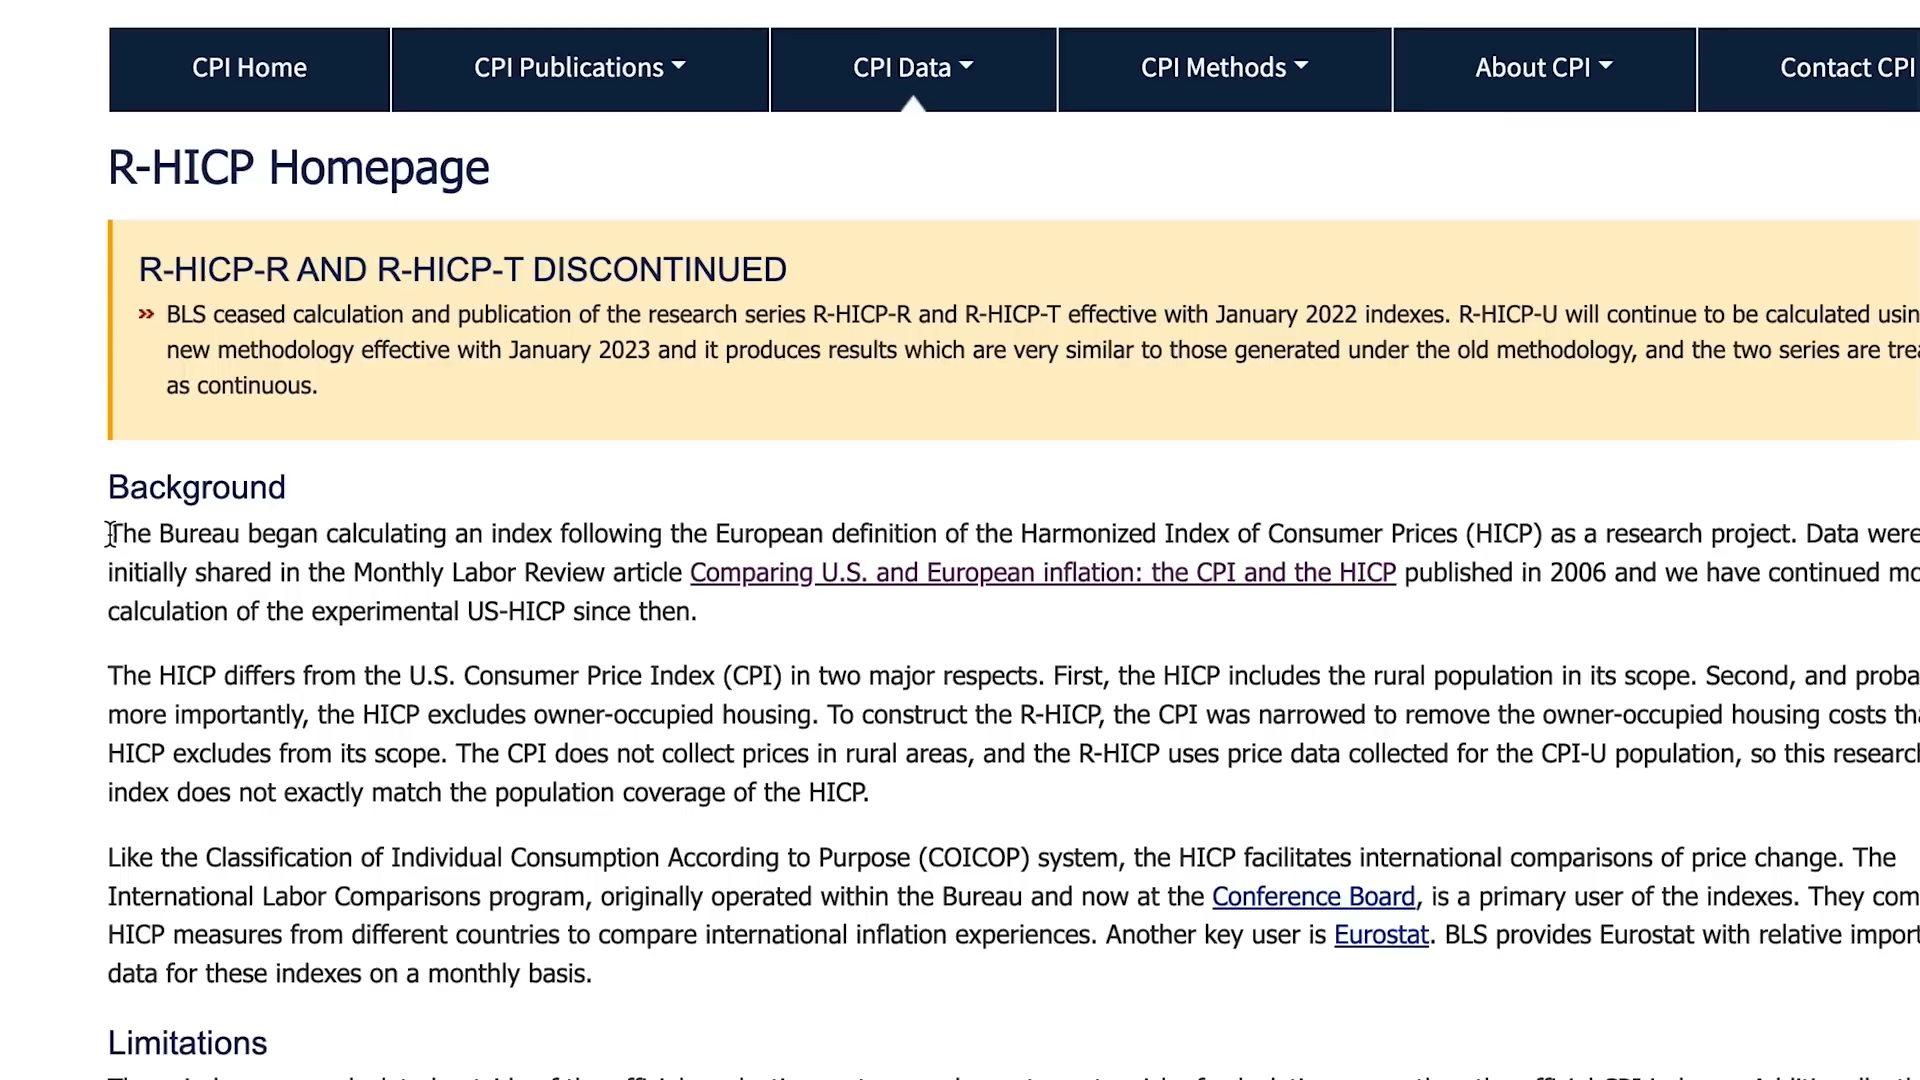 CPI Home CPI Publications CPI Data CPI Methods About CPI Contact CPI
R-HICP Homepage
R-HICP-R AND R-HICP-T DISCONTINUED
» BLS ceased calculation and publication of the research series R-HICP-R and R-HICP-T effective with January 2022 indexes. R-HICP-U will continue to be calculated
new methodology effective with January 2023 and it produces results which are very similar to those generated under the old methodology, and the two series are
as continuous.
Background
The Bureau began calculating an index following the European definition of the Harmonized Index of Consumer Prices (HICP) as a research project. Data were
initially shared in the Monthly Labor Review article Comparing U.S. and European inflation: the CPI and the HICP published in 2006 and we have continued
calculation of the experimental US-HICP since then.
The HICP differs from the U.S. Consumer Price Index (CPI) in two major respects. First, the HICP includes the rural population in its scope. Second, and
more importantly, the HICP excludes owner-occupied housing. To construct the R-HICP, the CPI was narrowed to remove the owner-occupied housing costs
HICP excludes from its scope. The CPI does not collect prices in rural areas, and the R-HICP uses price data collected for the CPI-U population, so this research
index does not exactly match the population coverage of the HICP.
Like the Classification of Individual Consumption According to Purpose (COICOP) system, the HICP facilitates international comparisons of price change. The
International Labor Comparisons program, originally operated within the Bureau and now at the Conference Board, is a primary user of the indexes. They
HICP measures from different countries to compare international inflation experiences. Another key user is Eurostat. BLS provides Eurostat with relative
data for these indexes on a monthly basis.
Limitations